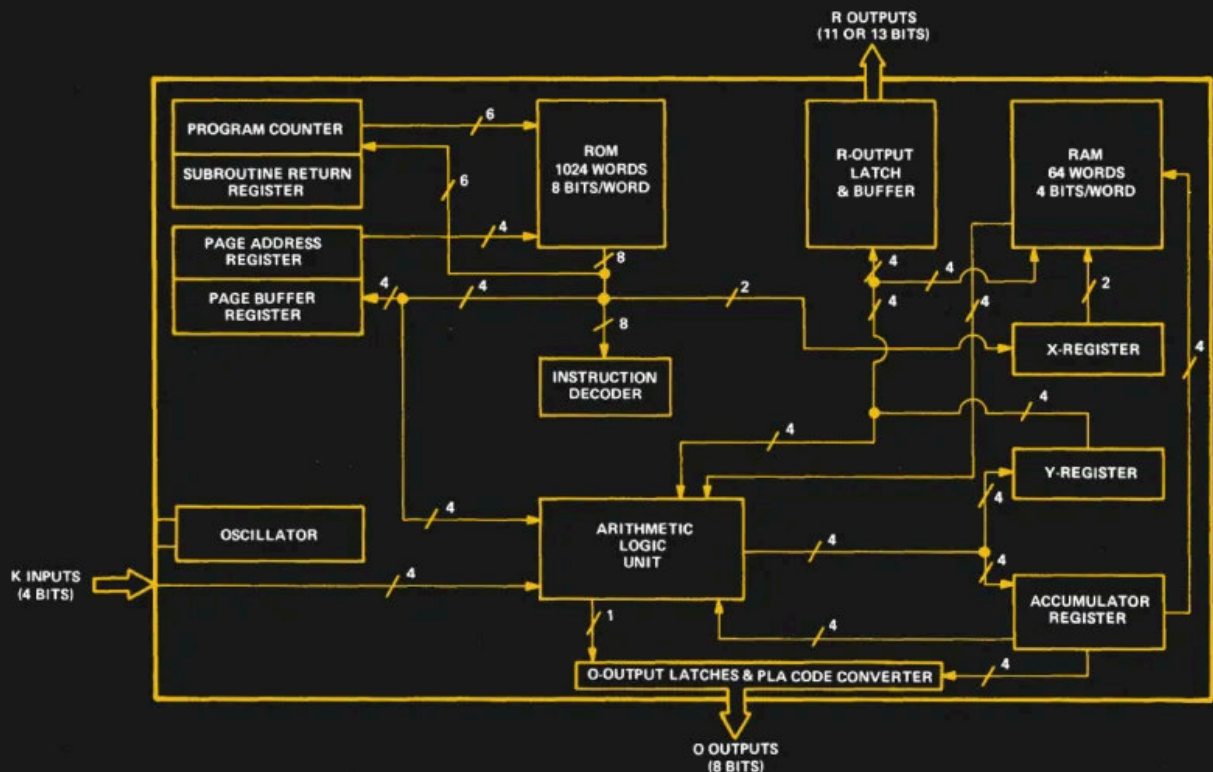 R OUTPUTS
(11 OR 13 BITS)
PROGRAM COUNTER
SUBROUTINE RETURN
REGISTER
6
6
ROM
1024 WORDS
8 BITS/WORD
R-OUTPUT
LATCH
& BUFFER
RAM
64 WORDS
4 BITS/WORD
PAGE ADDRESS
REGISTER
4
PAGE BUFFER
REGISTER
4
4
8
8
2
4
4
4
4
2
4
X-REGISTER
INSTRUCTION
DECODER
4
4
Y-REGISTER
OSCILLATOR
4
ARITHMETIC
LOGIC
UNIT
4
4
4
K INPUTS
(4 BITS)
4
ACCUMULATOR
REGISTER
1
4
4
O-OUTPUT LATCHES & PLA CODE CONVERTER
O OUTPUTS
(8 BITS)